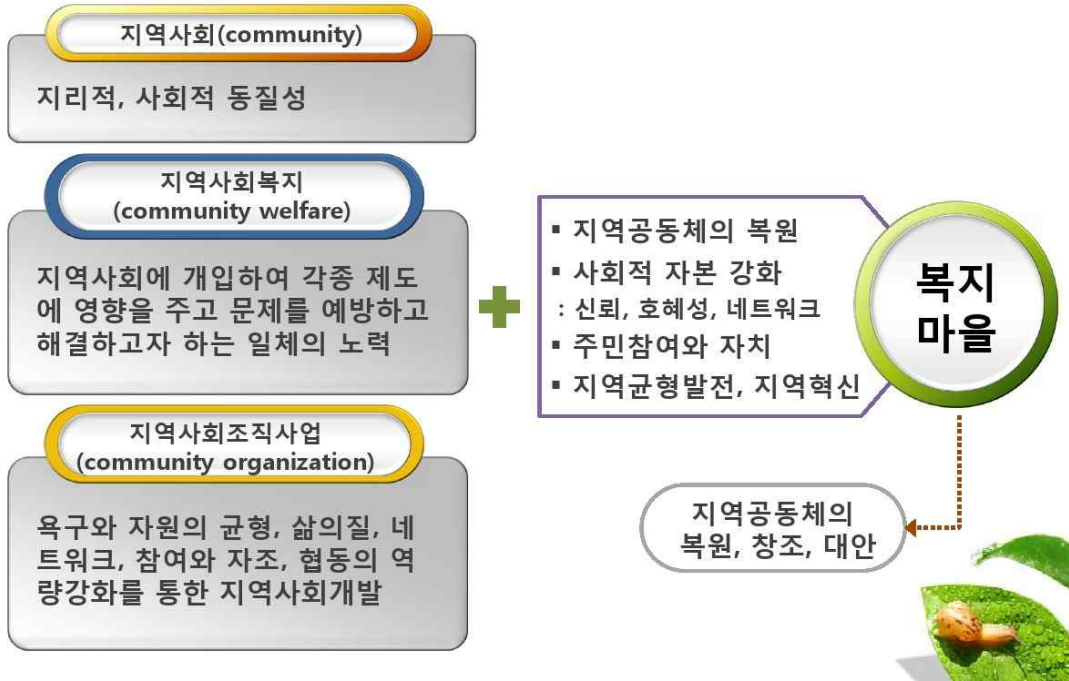 지역사회(community)
지리적, 사회적 동질성
지역사회복지
(community welfare)
지역사회에 개입하여 각종 제도
에 영향을 주고 문제를 예방하고
해결하고자 하는 일체의 노력
지역사회조직사업
(community organization)
욕구와 자원의 균형, 삶의질, 네
트워크, 참여와 자조, 협동의 역
량강화를 통한 지역사회개발
▪ 지역공동체의 복원
▪ 사회적 자본 강화
: 신뢰, 호혜성, 네트워크
▪ 주민참여와 자치
▪ 지역균형발전, 지역혁신
복지
마을
지역공동체의
복원, 창조, 대안